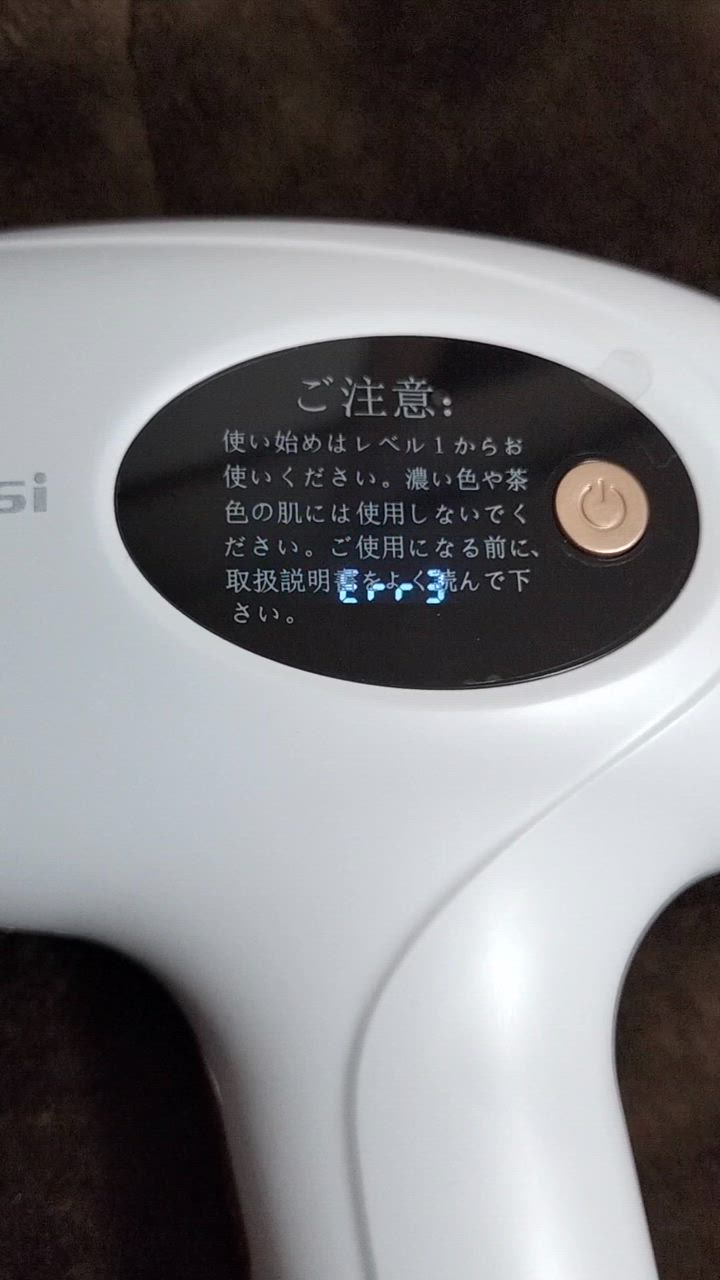 ご注意:
使い始めはレベル1からお
使いください。濃い色や茶
色の肌には使用しないでく
ださい。ご使用になる前に、
取扱説明書をよく読んで下
さい。
Err3
si